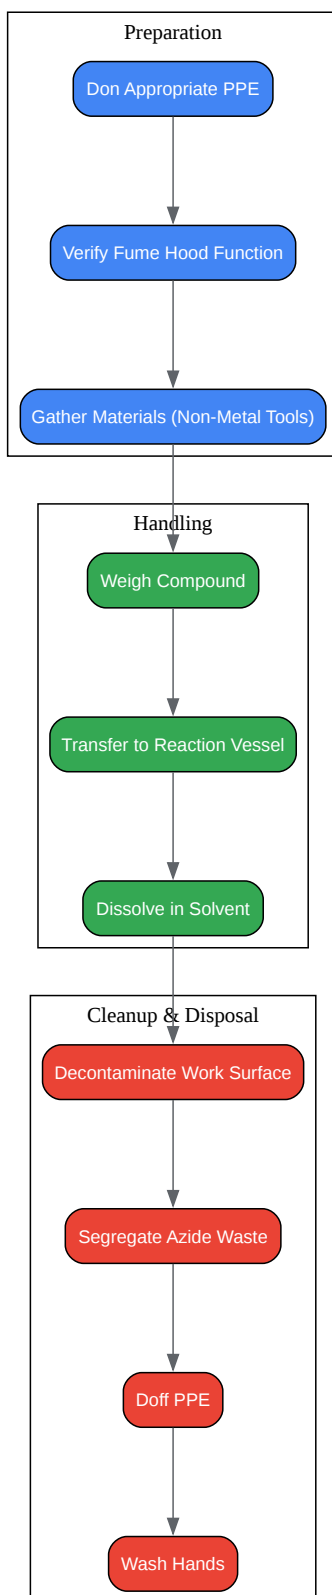 Preparation
Don Appropriate PPE
Verify Fume Hood Function
Gather Materials (Non-Metal Tools)
Handling
Weigh Compound
Transfer to Reaction Vessel
Dissolve in Solvent
Cleanup & Disposal
Decontaminate Work Surface
Segregate Azide Waste
Doff PPE
Wash Hands